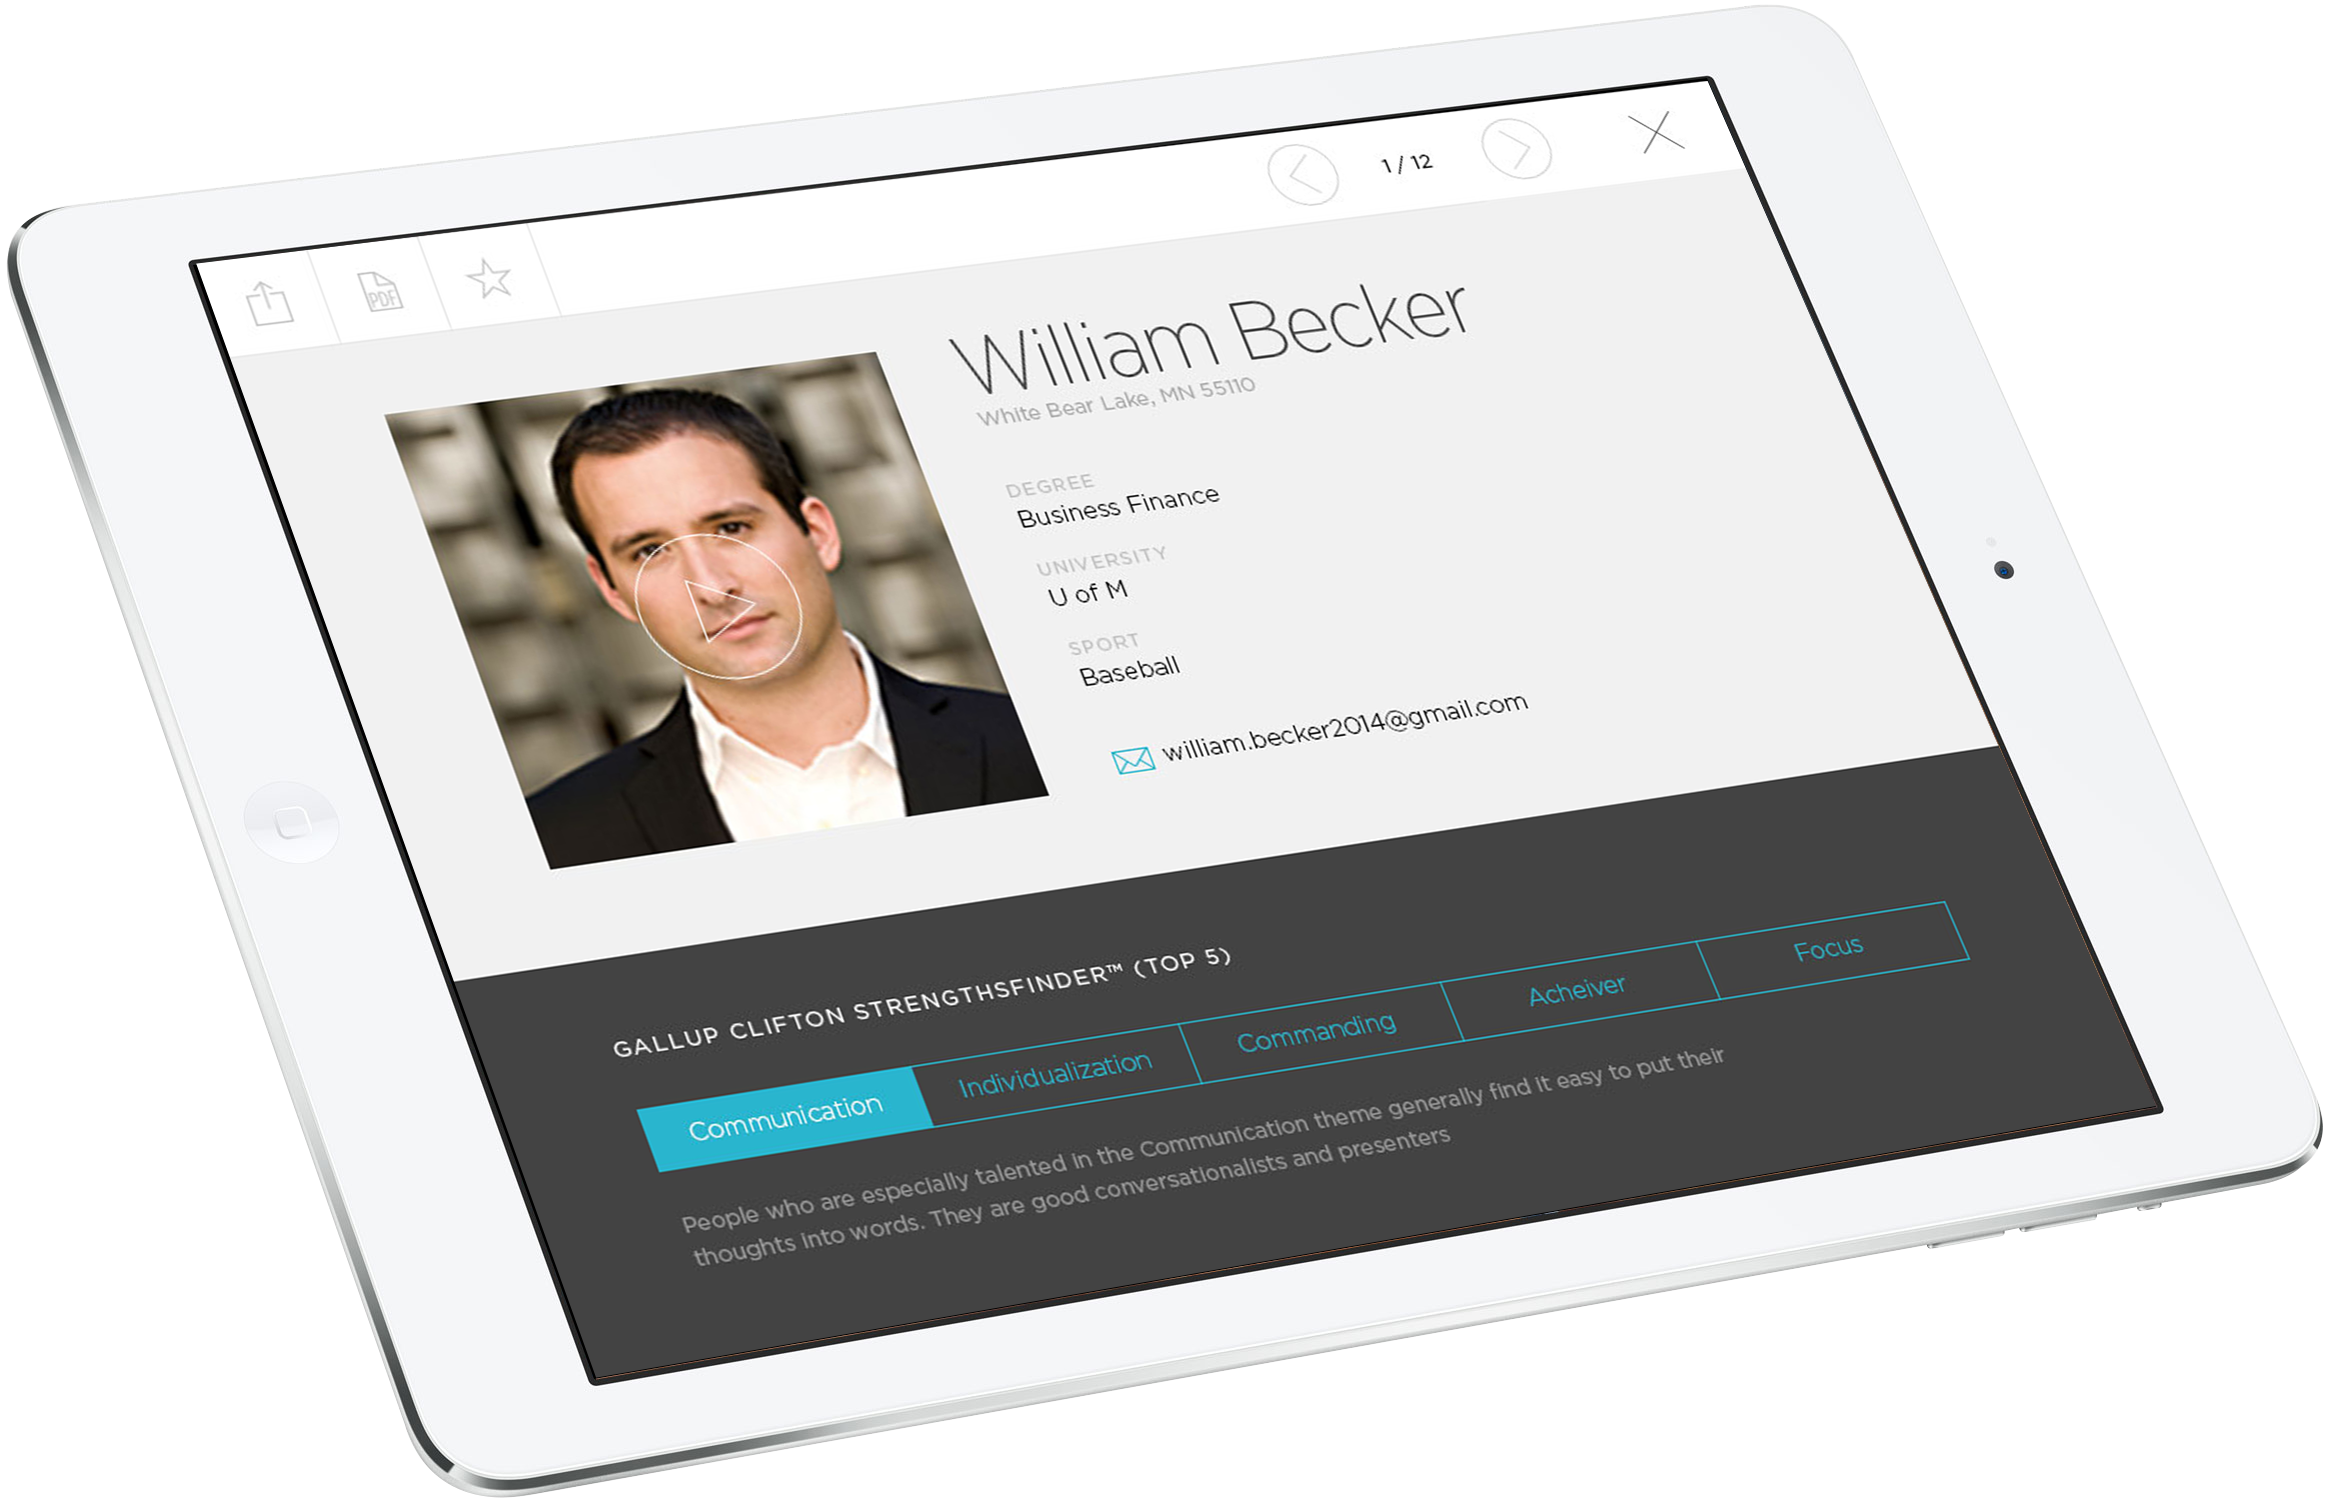 1 / 12
PDF
William Becker
White Bear Lake, MN 55110
DEGREE
Business Finance
UNIVERSITY
U of M
SPORT
Baseball
william.becker2014@gmail.com
GALLUP CLIFTON STRENGTHSFINDER™ (TOP 5)
Communication Individualization Commanding Acheiver Focus
People who are especially talented in the Communication theme generally find it easy to put their
thoughts into words. They are good conversationalists and presenters